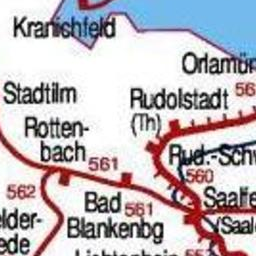 Kranichfeld
Orlamün
Stadtilm
Rudolstadt 56
(Th)
Rotten-
bach 561
Rud.-Schw
562
560
Bad 561
Saalfe
Blankenbg
(Saal
elder-
ede